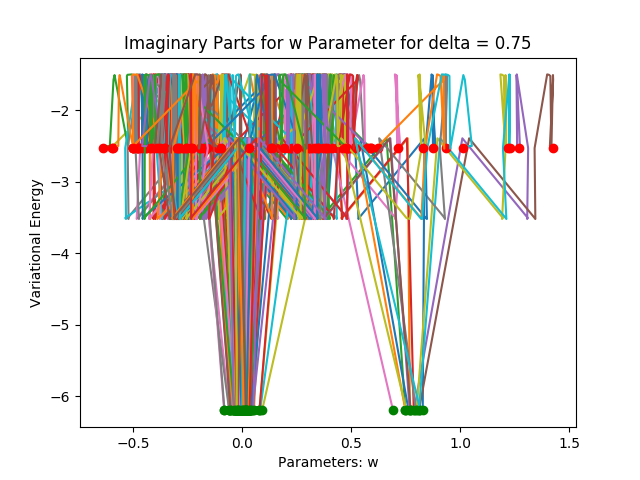 Imaginary Parts for w Parameter for delta = 0.75
Variational Energy
−2
−3
−4
−5
−6
−0.5 0.0 0.5 1.0 1.5
Parameters: w